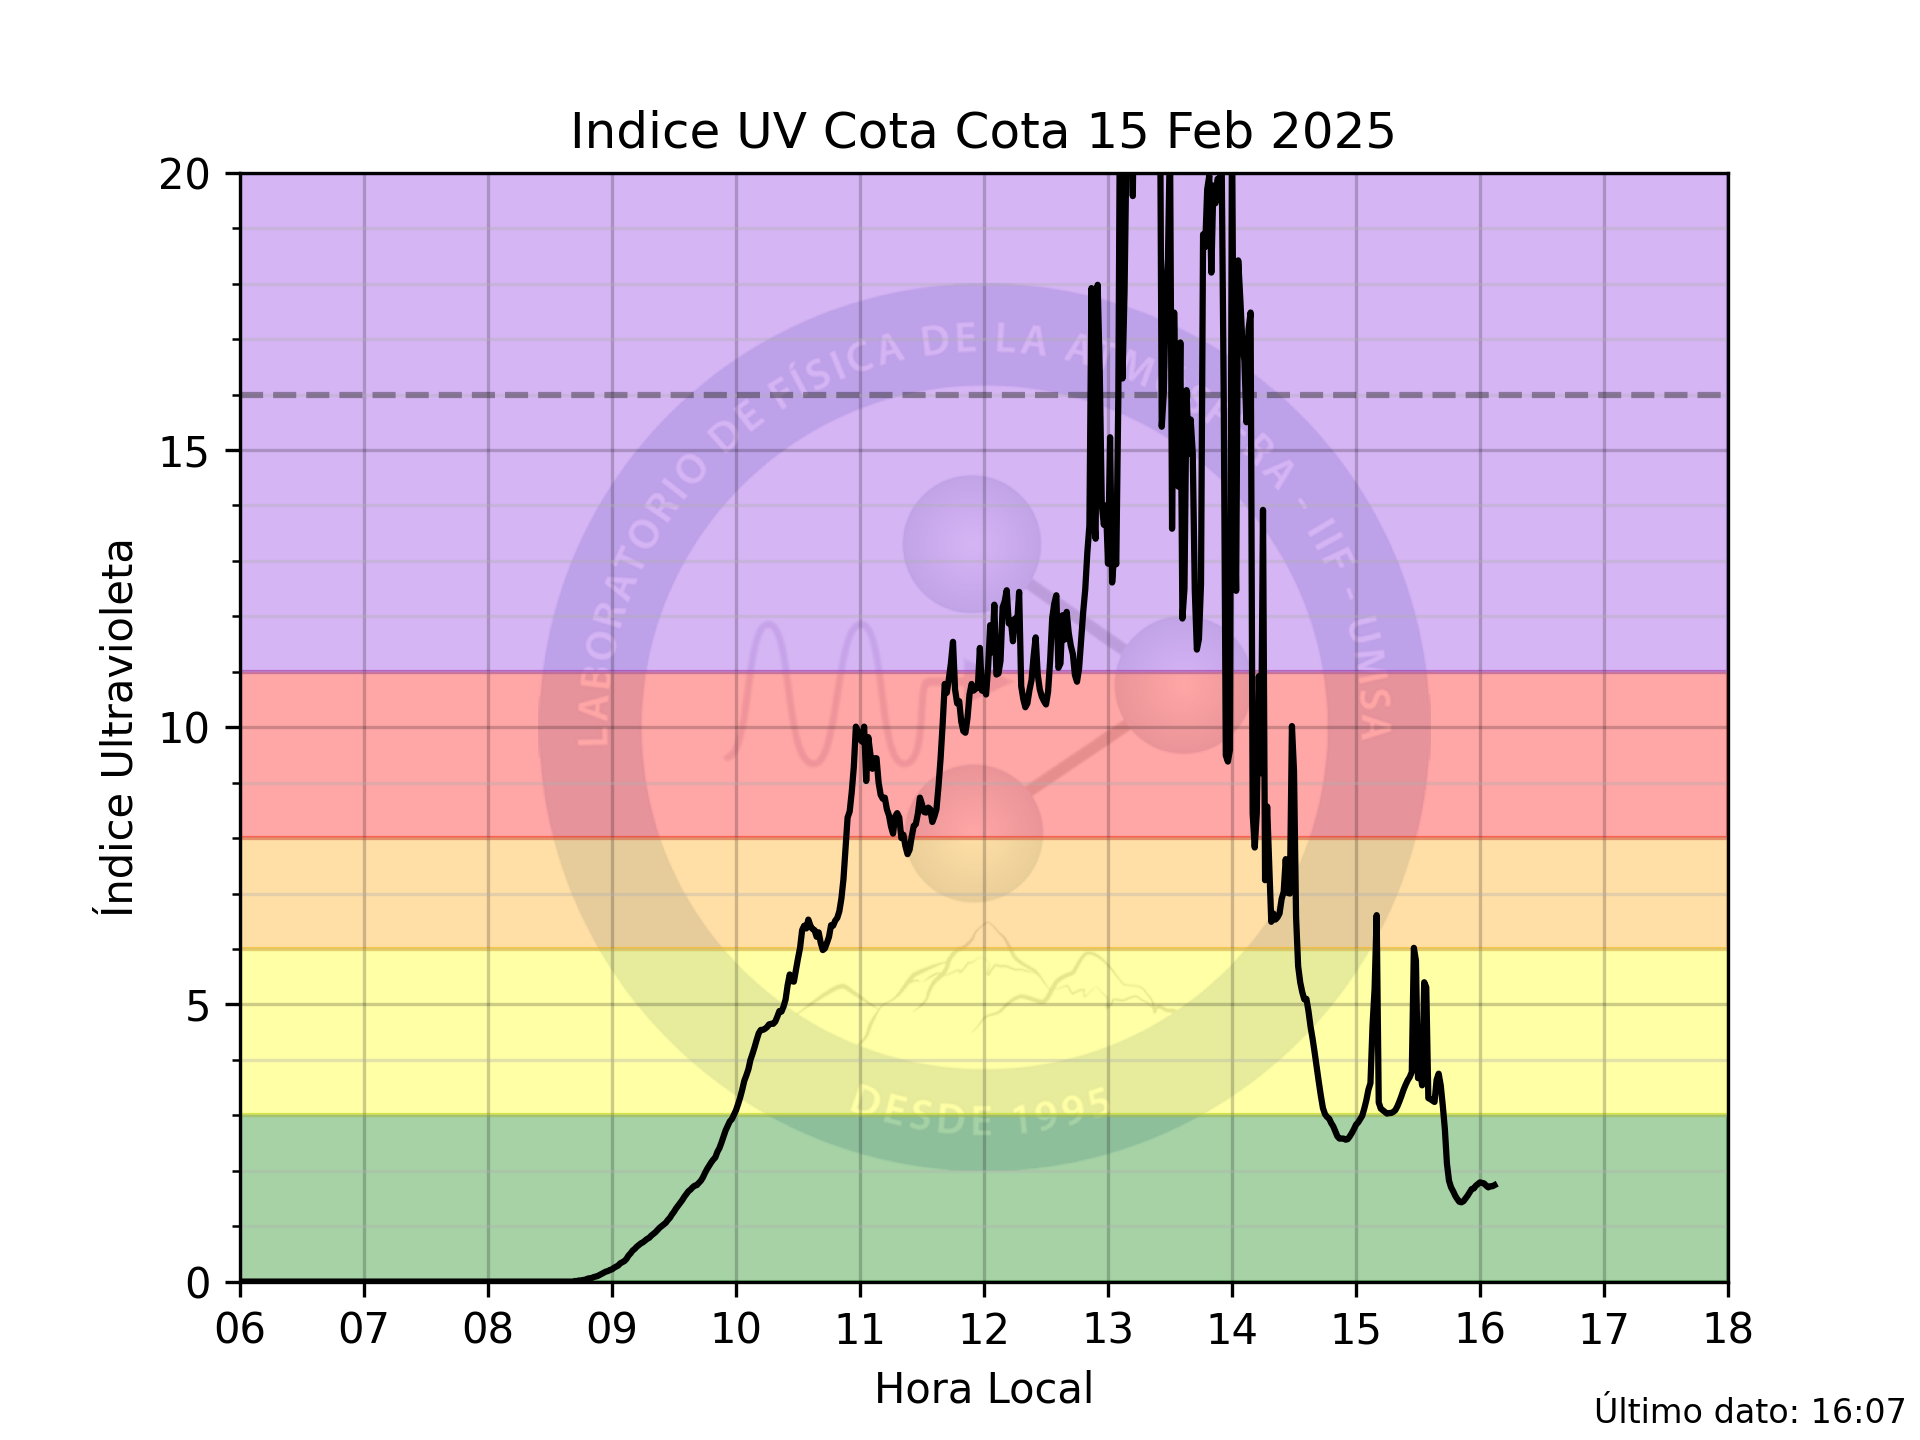 Indice UV Cota Cota 15 Feb 2025
20
15
10
5
0
Índice Ultravioleta
LABORATORIO DE FÍSICA DE LA ATMÓSFERA - IIF - UMSA
DESDE 1995
06 07 08 09 10 11 12 13 14 15 16 17 18
Hora Local
Último dato: 16:07